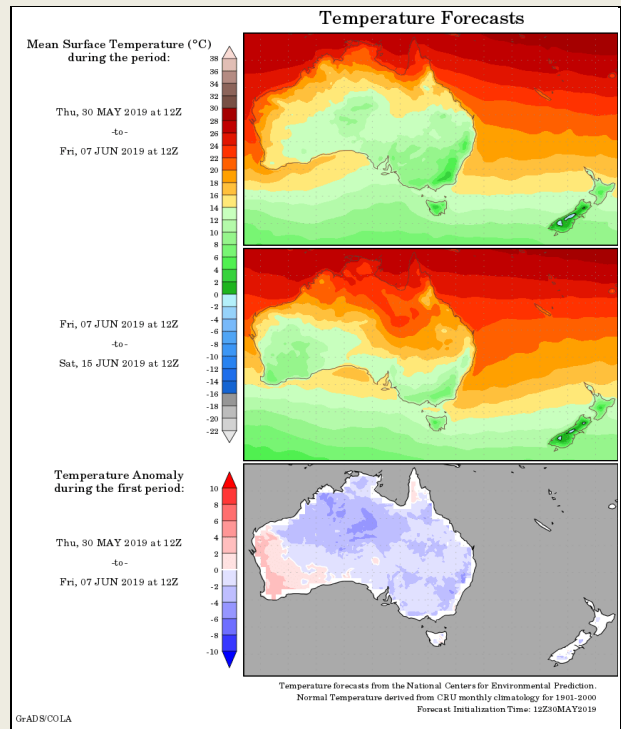 Temperature Forecasts
Mean Surface Temperature (°C)
during the period:
Thu, 30 MAY 2019 at 12Z
-to-
Fri, 07 JUN 2019 at 12Z
Fri, 07 JUN 2019 at 12Z
-to-
Sat, 15 JUN 2019 at 12Z
38
36
34
32
30
28
26
24
22
20
18
16
14
12
10
8
6
4
2
0
-2
-4
-6
-8
-10
-12
-14
-16
-17
-18
-20
-22
Temperature Anomaly
during the first period:
Thu, 30 MAY 2019 at 12Z
-to-
Fri, 07 JUN 2019 at 12Z
10
8
6
4
2
0
-2
-4
-6
-8
-10
Temperature forecasts from the National Centers for Environmental Prediction.
Normal Temperature derived from CRU monthly climatology for 1901-2000
Forecast Initialization Time: 12Z30MAY2019
GrADS/COLA